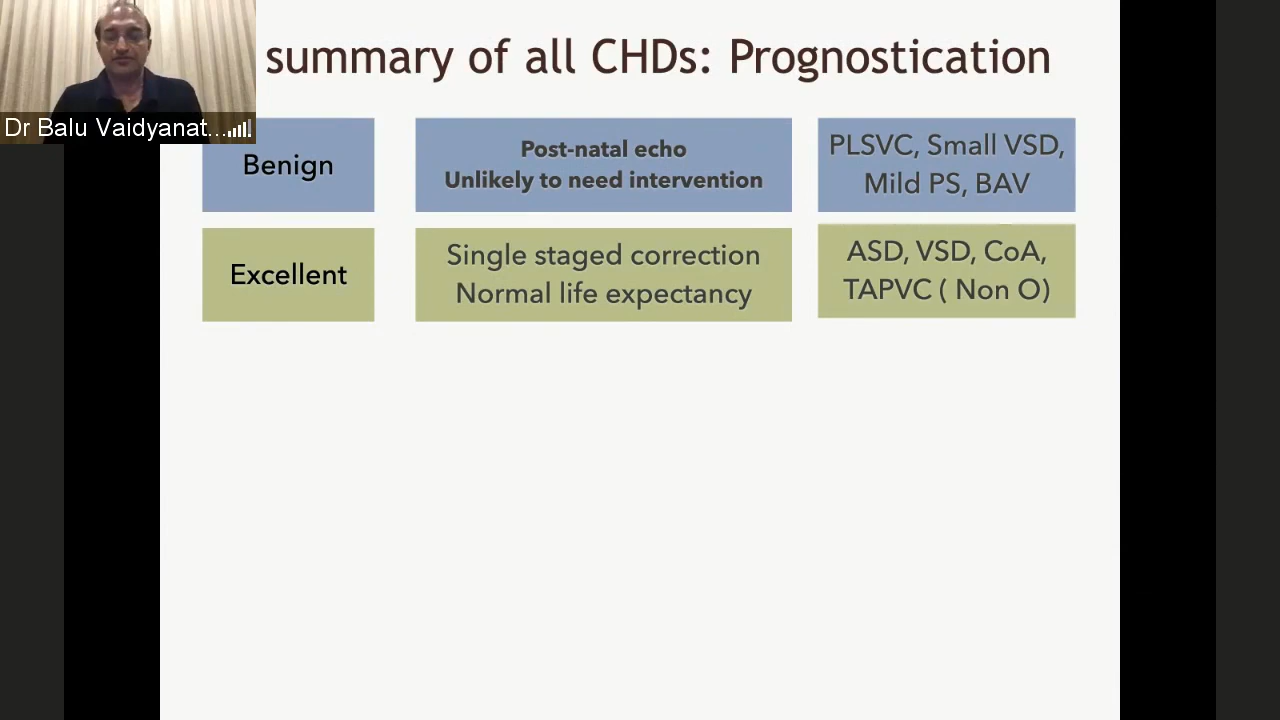 summary of all CHDs: Prognostication
Dr Balu Vaidyanat...
Benign
Post-natal echo
Unlikely to need intervention
PLSVC, Small VSD,
Mild PS, BAV
Excellent
Single staged correction
Normal life expectancy
ASD, VSD, CoA,
TAPVC ( Non O)